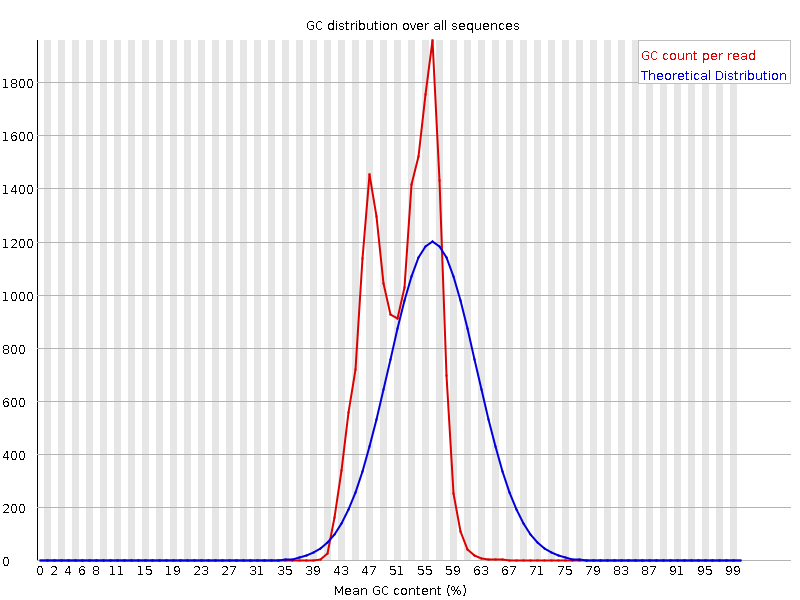 GC distribution over all sequences
GC count per read
Theoretical Distribution
1800
1600
1400
1200
1000
800
600
400
200
0
0 2 4 6 8 11 15 19 23 27 31 35 39 43 47 51 55 59 63 67 71 75 79 83 87 91 95 99
Mean GC content (%)